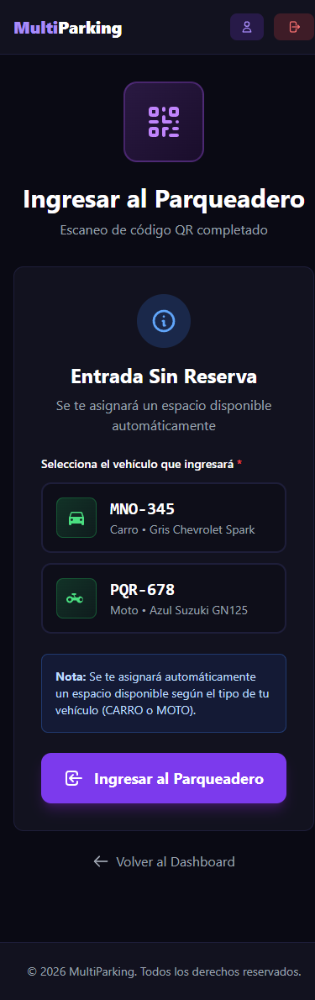 MultiParking
Ingresar al Parqueadero
Escaneo de código QR completado
Entrada Sin Reserva
Se te asignará un espacio disponible
automáticamente
Selecciona el vehículo que ingresará *
MNO-345
Carro • Gris Chevrolet Spark
PQR-678
Moto • Azul Suzuki GN125
Nota: Se te asignará automáticamente
un espacio disponible según el tipo de tu
vehículo (CARRO o MOTO).
Ingresar al Parqueadero
Volver al Dashboard
© 2026 MultiParking. Todos los derechos reservados.